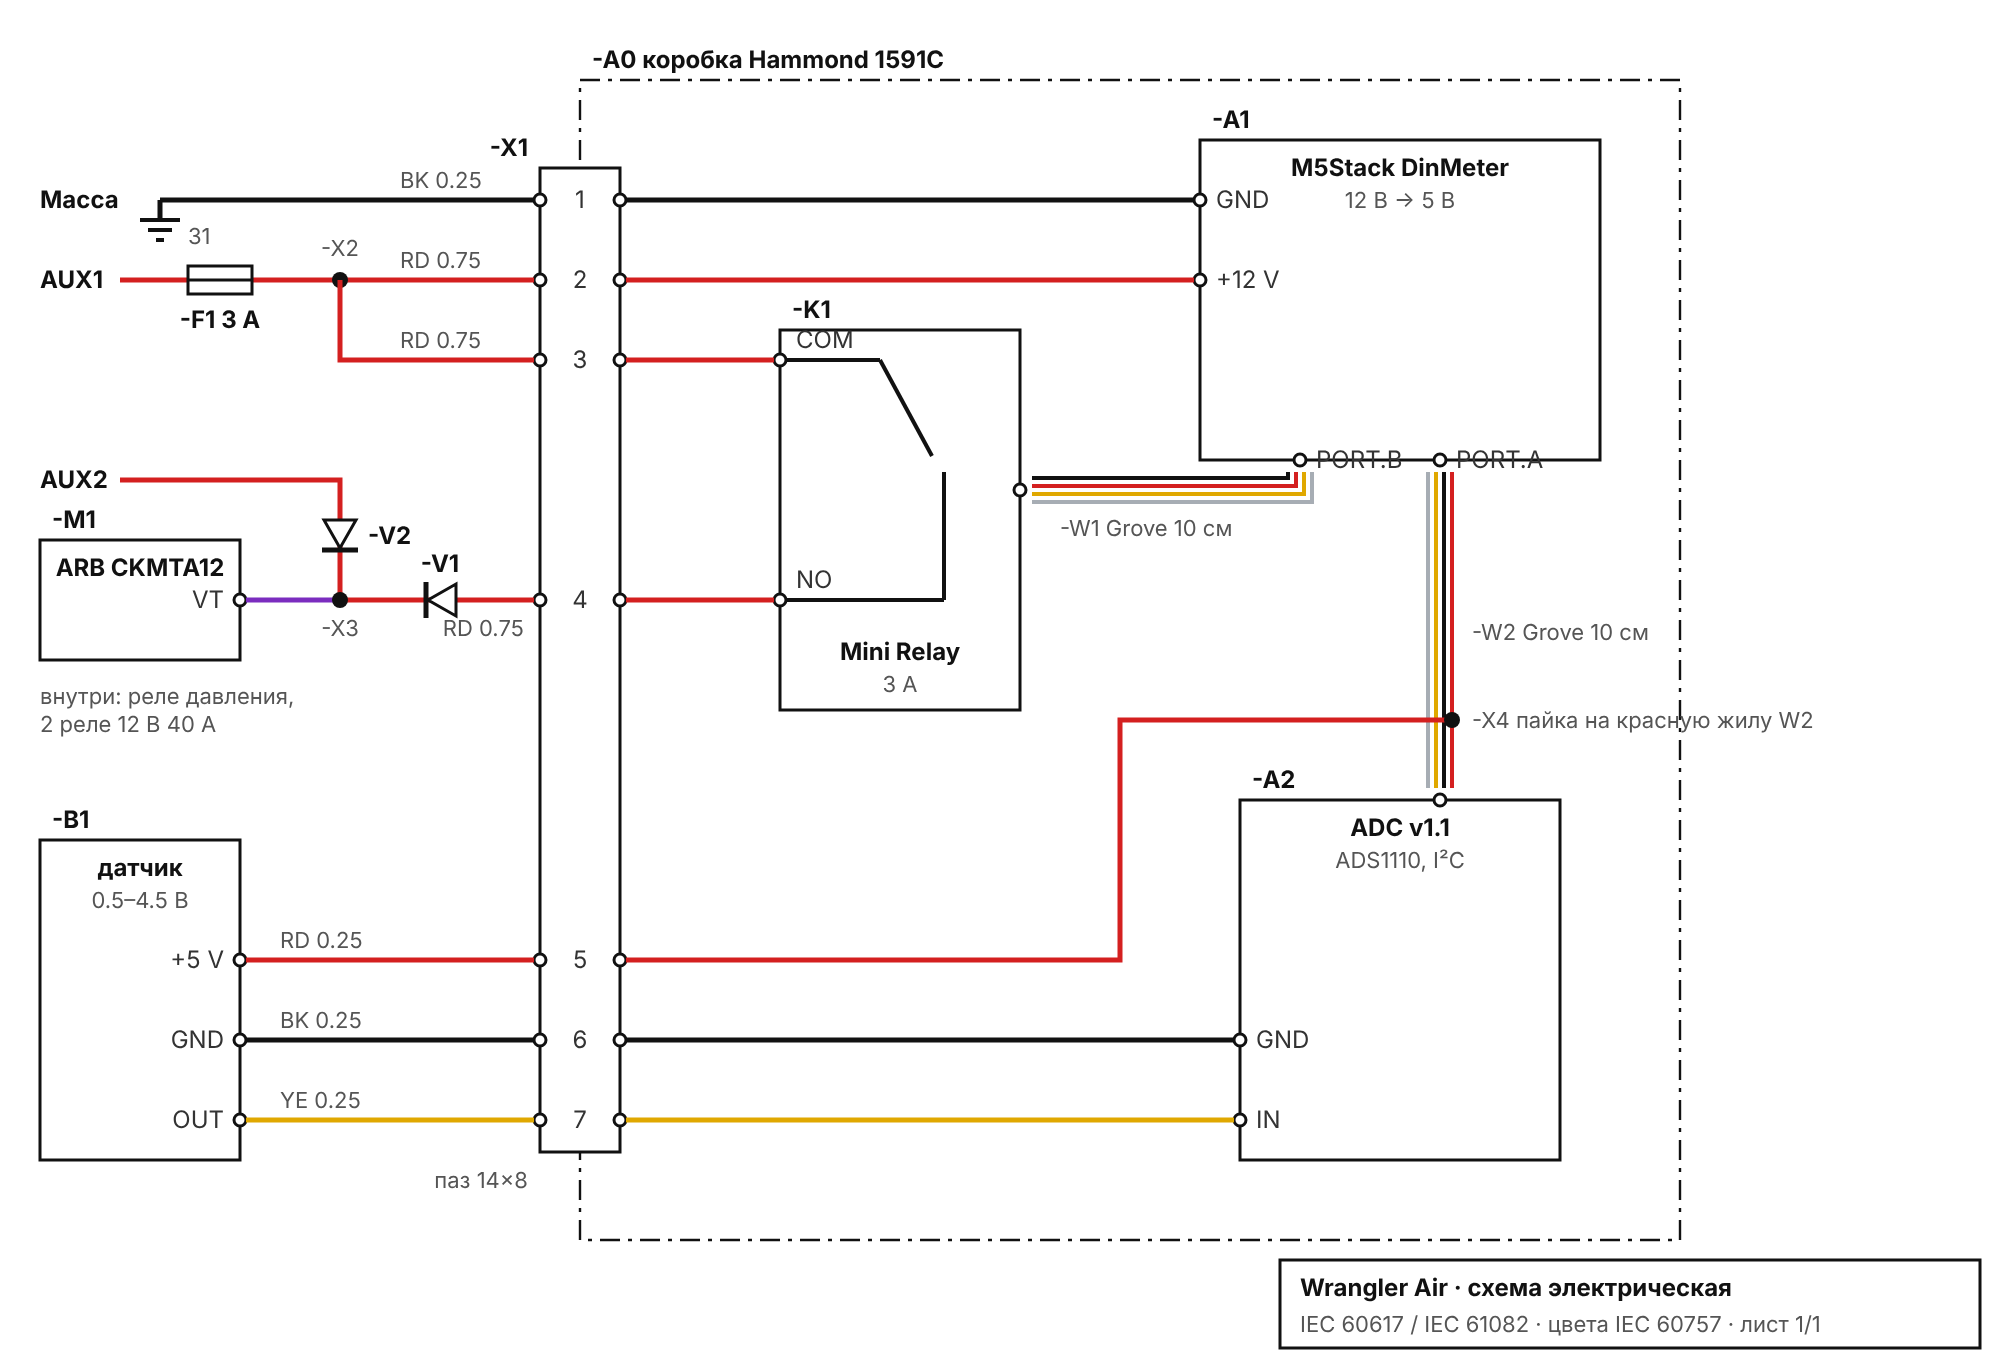 -A0 коробка Hammond 1591C
-A1
-X1
M5Stack DinMeter
12 В → 5 В
BK 0.25
Масса
1
GND
31
-X2
RD 0.75
AUX1
2
+12 V
-F1 3 A
-K1
RD 0.75
COM
3
PORT.B
PORT.A
AUX2
-M1
-V2
-W1 Grove 10 см
ARB CKMTA12
-V1
NO
VT
4
-X3
RD 0.75
-W2 Grove 10 см
Mini Relay
3 A
внутри: реле давления,
2 реле 12 В 40 А
-X4 пайка на красную жилу W2
-A2
-B1
ADC v1.1
ADS1110, I²C
датчик
0.5–4.5 В
RD 0.25
+5 V
5
BK 0.25
GND
6
GND
YE 0.25
OUT
7
IN
паз 14×8
Wrangler Air · схема электрическая
IEC 60617 / IEC 61082 · цвета IEC 60757 · лист 1/1